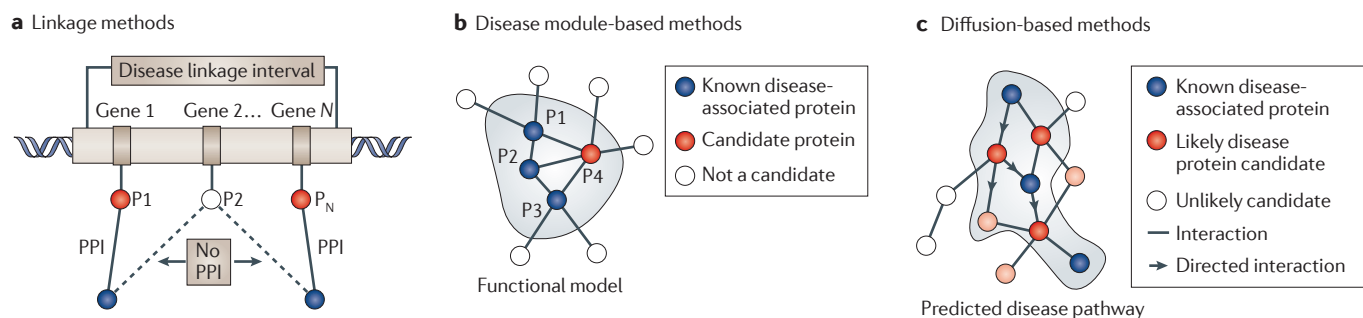 a Linkage methods
Disease linkage interval
Gene 1 Gene 2... Gene N
P1 P2 PN
PPI No PPI PPI
b Disease module-based methods
P1
P2
P4
P3
Functional model
Known disease-
associated protein
Candidate protein
Not a candidate
c Diffusion-based methods
Predicted disease pathway
Known disease-
associated protein
Likely disease
protein candidate
Unlikely candidate
Interaction
Directed interaction